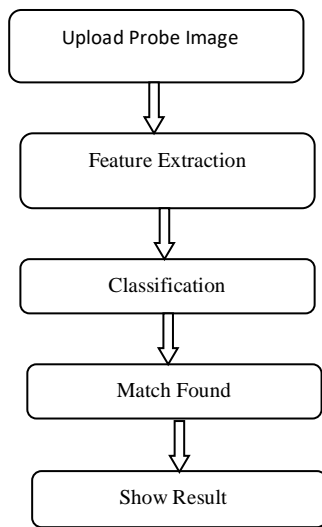 Upload Probe Image
Feature Extraction
Classification
Match Found
Show Result